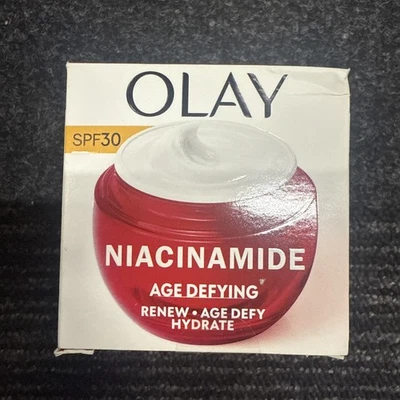 OLAY
SPF30
NIACINAMIDE
AGE DEFYING
RENEW • AGE DEFY
HYDRATE